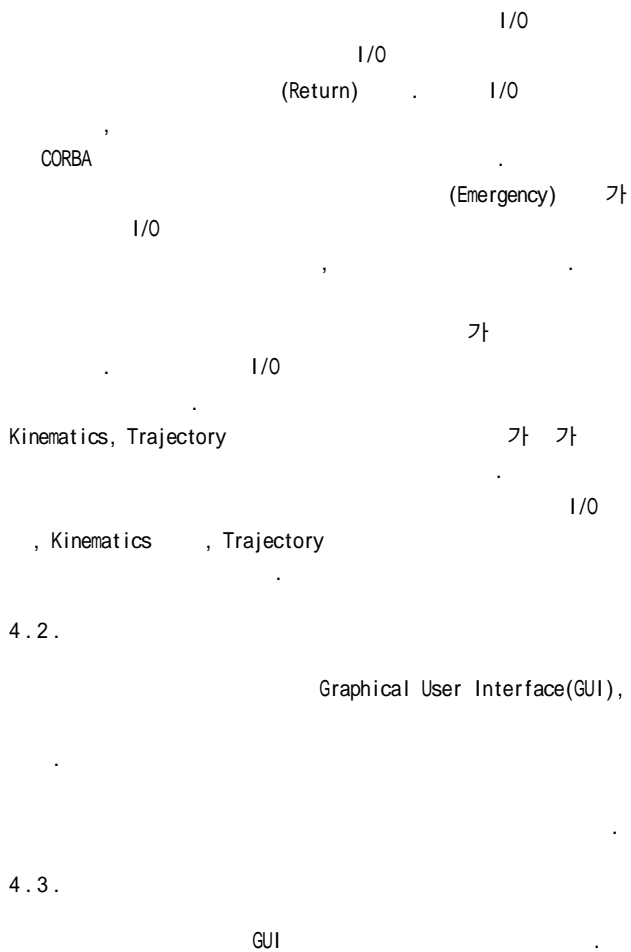 I/O
I/O
(Return) . I/O
,
CORBA .
(Emergency) 가
I/O
, .
가
. I/O
.
Kinematics, Trajectory 가 가
.
I/O
, Kinematics , Trajectory
.
4.2.
Graphical User Interface(GUI),
.
.
4.3.
GUI .